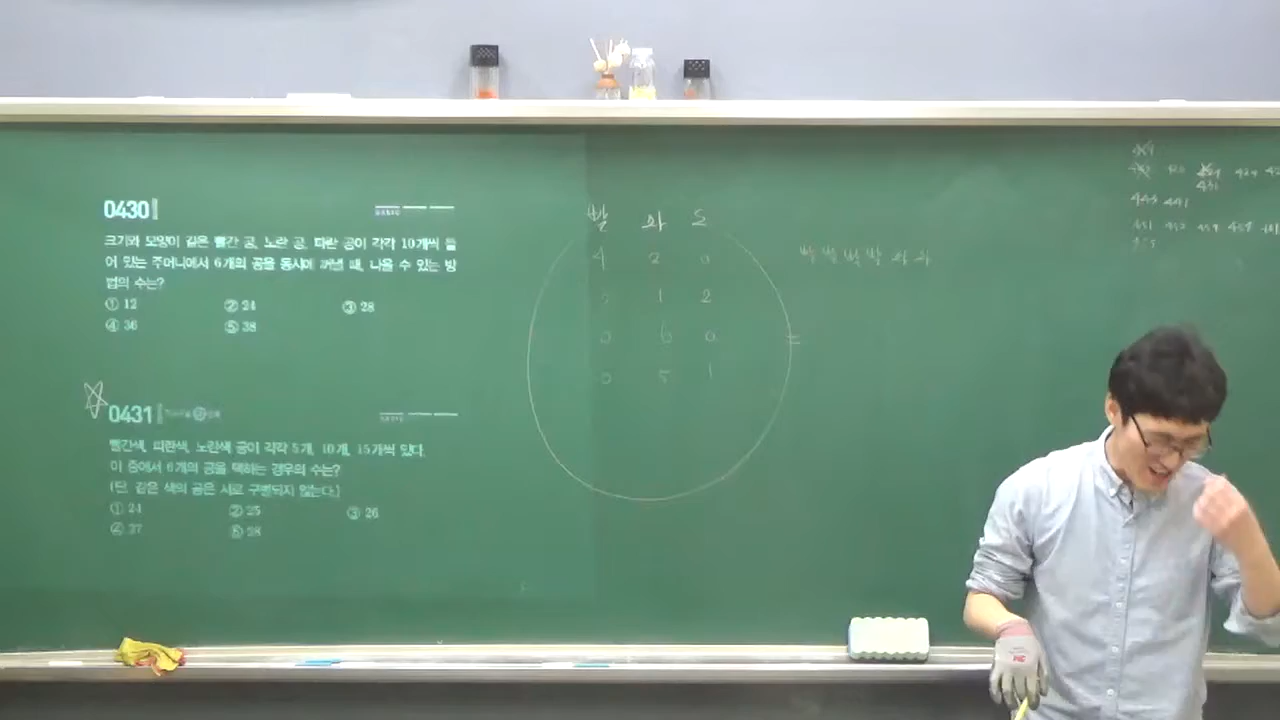 0430
크기와 모양이 같은 빨간 공, 노란 공, 파란 공이 각각 10개씩 들
어 있는 주머니에서 6개의 공을 동시에 꺼낼 때, 나올 수 있는 방
법의 수는?
① 12 ② 24 ③ 28
④ 36 ⑤ 38
0431
빨간색, 파란색, 노란색 공이 각각 5개, 10개, 15개씩 있다.
이 중에서 6개의 공을 택하는 경우의 수는?
(단, 같은 색의 공은 서로 구별되지 않는다.)
① 24 ② 25 ③ 26
④ 27 ⑤ 28
빨 파 노
4 2 0
1 2
0 6 0
0 5 1
=
빨 빨 빨 빨 파 파